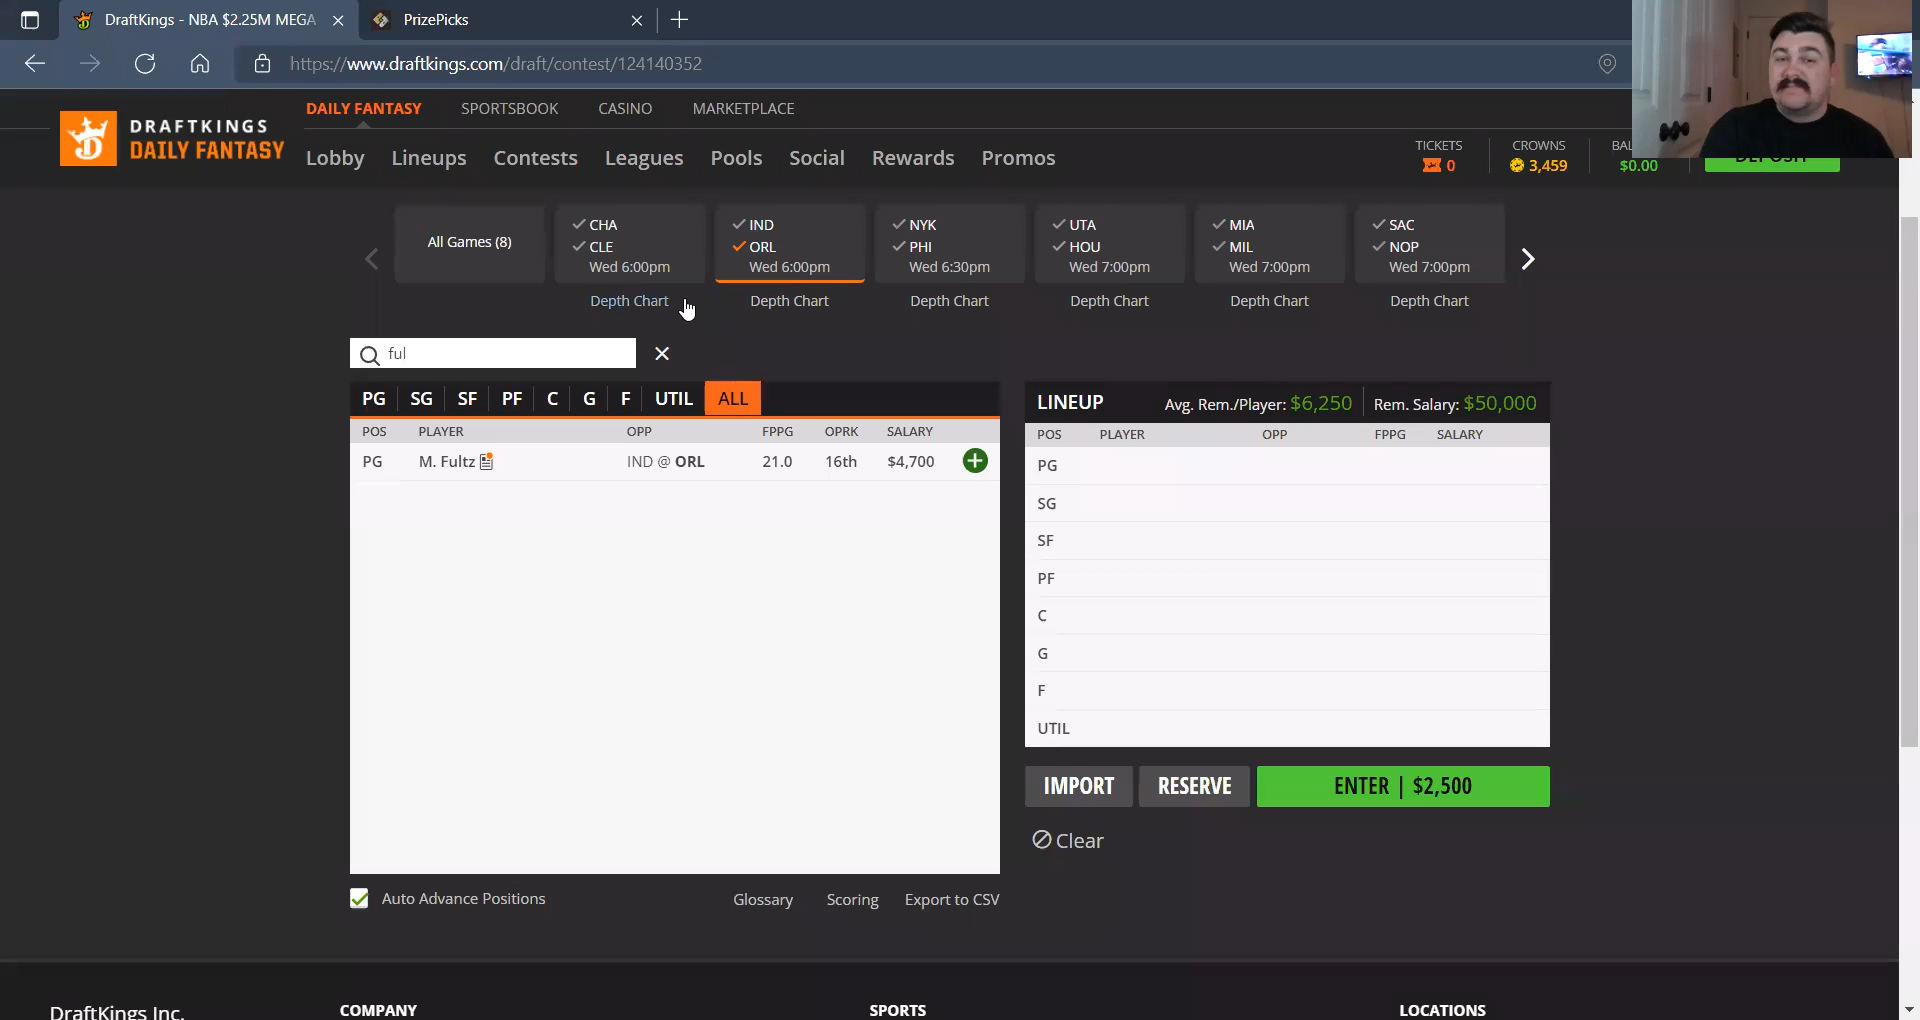 DraftKings - NBA $2.25M MEGA
PrizePicks
https://www.draftkings.com/draft/contest/124140352
DRAFTKINGS
DAILY FANTASY
DAILY FANTASY SPORTSBOOK CASINO MARKETPLACE
Lobby Lineups Contests Leagues Pools Social Rewards Promos
TICKETS
0
CROWNS
3,459
$0.00
All Games (8)
CHA
CLE
Wed 6:00pm
Depth Chart
IND
ORL
Wed 6:00pm
Depth Chart
NYK
PHI
Wed 6:30pm
Depth Chart
UTA
HOU
Wed 7:00pm
Depth Chart
MIA
MIL
Wed 7:00pm
Depth Chart
SAC
NOP
Wed 7:00pm
Depth Chart
ful
PG SG SF PF C G F UTIL ALL
POS PLAYER OPP FPPG OPRK SALARY
PG M. Fultz IND @ ORL 21.0 16th $4,700
LINEUP Avg. Rem./Player: $6,250 Rem. Salary: $50,000
POS PLAYER OPP FPPG SALARY
PG
SG
SF
PF
C
G
F
UTIL
IMPORT RESERVE ENTER | $2,500
Clear
Auto Advance Positions
Glossary Scoring Export to CSV
DraftKings Inc.
COMPANY
SPORTS
LOCATIONS